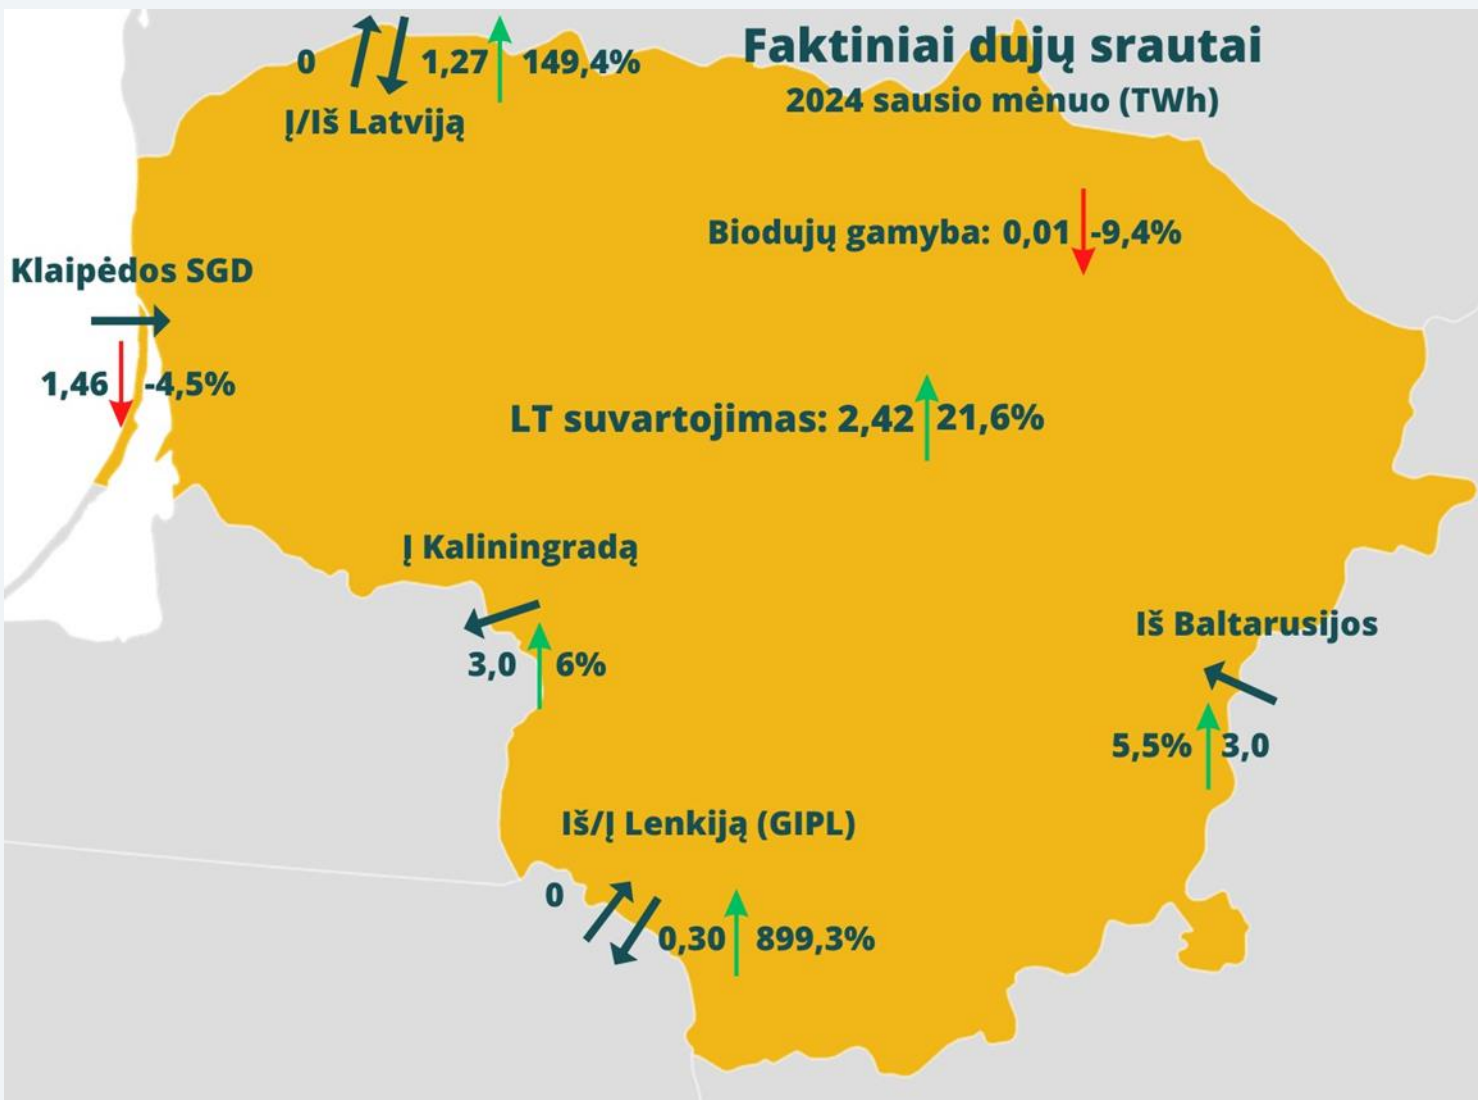 Faktiniai dujų srautai
2024 sausio mėnuo (TWh)
0 1,27 149,4%
Į/Iš Latviją
Biodujų gamyba: 0,01 -9,4%
Klaipėdos SGD
1,46 -4,5%
LT suvartojimas: 2,42 21,6%
Į Kaliningradą
3,0 6%
Iš Baltarusijos
5,5% 3,0
Iš/Į Lenkiją (GIPL)
0
0,30 899,3%